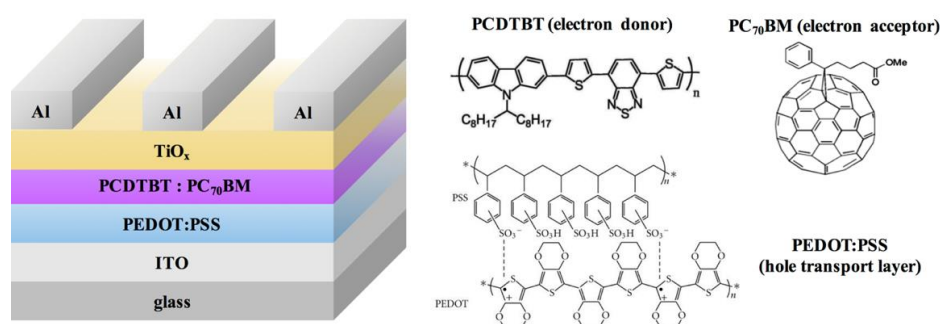 Al
Al
Al
TiOx
PCDTBT : PC70BM
PEDOT:PSS
ITO
glass
PCDTBT (electron donor)
S
N
N
N
S
S
n
C8H17
C8H17
PC70BM (electron acceptor)
OMe
O
*
n
*
PSS
SO3−
SO3H
SO3H
SO3H
SO3−
O
O
O
O
S
S
S
*
*
n
PEDOT
+
S
S
+
O
O
O
O
O
O
PEDOT:PSS
(hole transport layer)